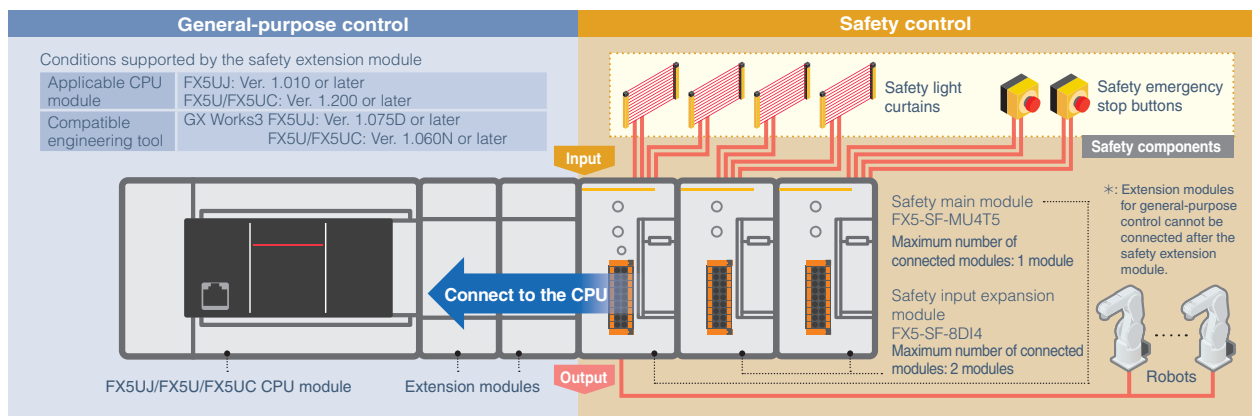 General-purpose control
Safety control
Conditions supported by the safety extension module
Applicable CPU
module
FX5UJ: Ver. 1.010 or later
FX5U/FX5UC: Ver. 1.200 or later
Compatible
engineering tool
GX Works3 FX5UJ: Ver. 1.075D or later
FX5U/FX5UC: Ver. 1.060N or later
Safety light
curtains
Safety emergency
stop buttons
Safety components
Input
Connect to the CPU
Safety main module
FX5-SF-MU4T5
Maximum number of
connected modules: 1 module
Safety input expansion
module
FX5-SF-8DI4
Maximum number of connected
modules: 2 modules
＊: Extension modules
for general-purpose
control cannot be
connected after the
safety extension
module.
Robots
FX5UJ/FX5U/FX5UC CPU module
Extension modules
Output